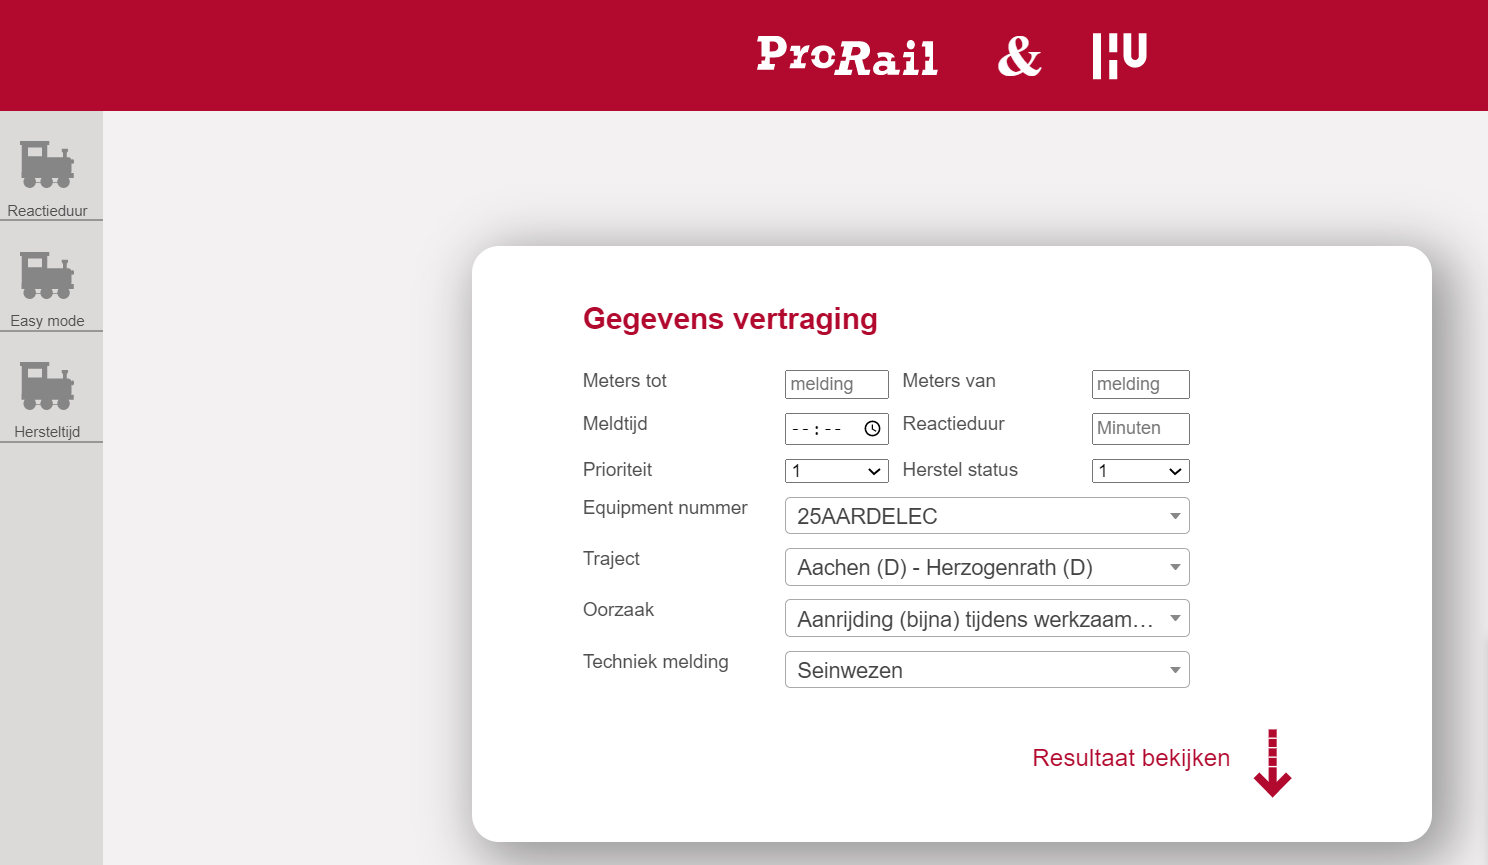 ProRail & HU
Reactieduur
Easy mode
Hersteltijd
Gegevens vertraging
Meters tot melding Meters van melding
Meldtijd --:-- Reactieduur Minuten
Prioriteit 1 Herstel status 1
Equipment nummer 25AARDELEC
Traject Aachen (D) - Herzogenrath (D)
Oorzaak Aanrijding (bijna) tijdens werkzaam...
Techniek melding Seinwezen
Resultaat bekijken